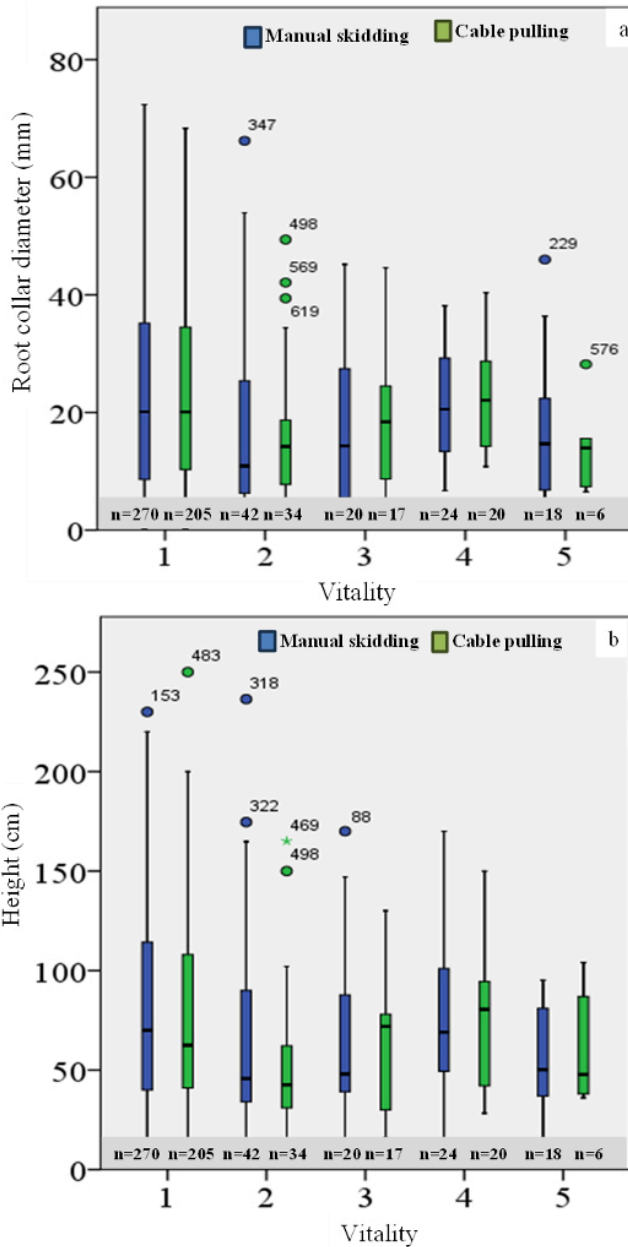 Manual skidding Cable pulling a
80
60
40
20
0
Root collar diameter (mm)
347
498
569
619
229
576
n=270 n=205 n=42 n=34 n=20 n=17 n=24 n=20 n=18 n=6
1 2 3 4 5
Vitality
Manual skidding Cable pulling b
250
200
150
100
50
0
Height (cm)
153
483
318
322
469
498
88
n=270 n=205 n=42 n=34 n=20 n=17 n=24 n=20 n=18 n=6
1 2 3 4 5
Vitality